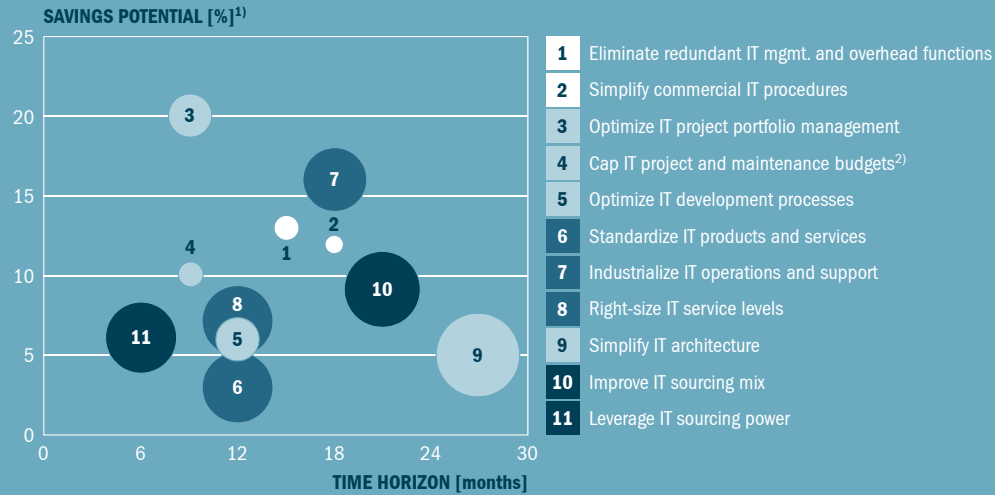 SAVINGS POTENTIAL [%]1)
25
20
15
10
5
0
0 6 12 18 24 30
TIME HORIZON [months]
3
7
2
1
4
10
8
11
5
9
6
1 Eliminate redundant IT mgmt. and overhead functions
2 Simplify commercial IT procedures
3 Optimize IT project portfolio management
4 Cap IT project and maintenance budgets2)
5 Optimize IT development processes
6 Standardize IT products and services
7 Industrialize IT operations and support
8 Right-size IT service levels
9 Simplify IT architecture
10 Improve IT sourcing mix
11 Leverage IT sourcing power